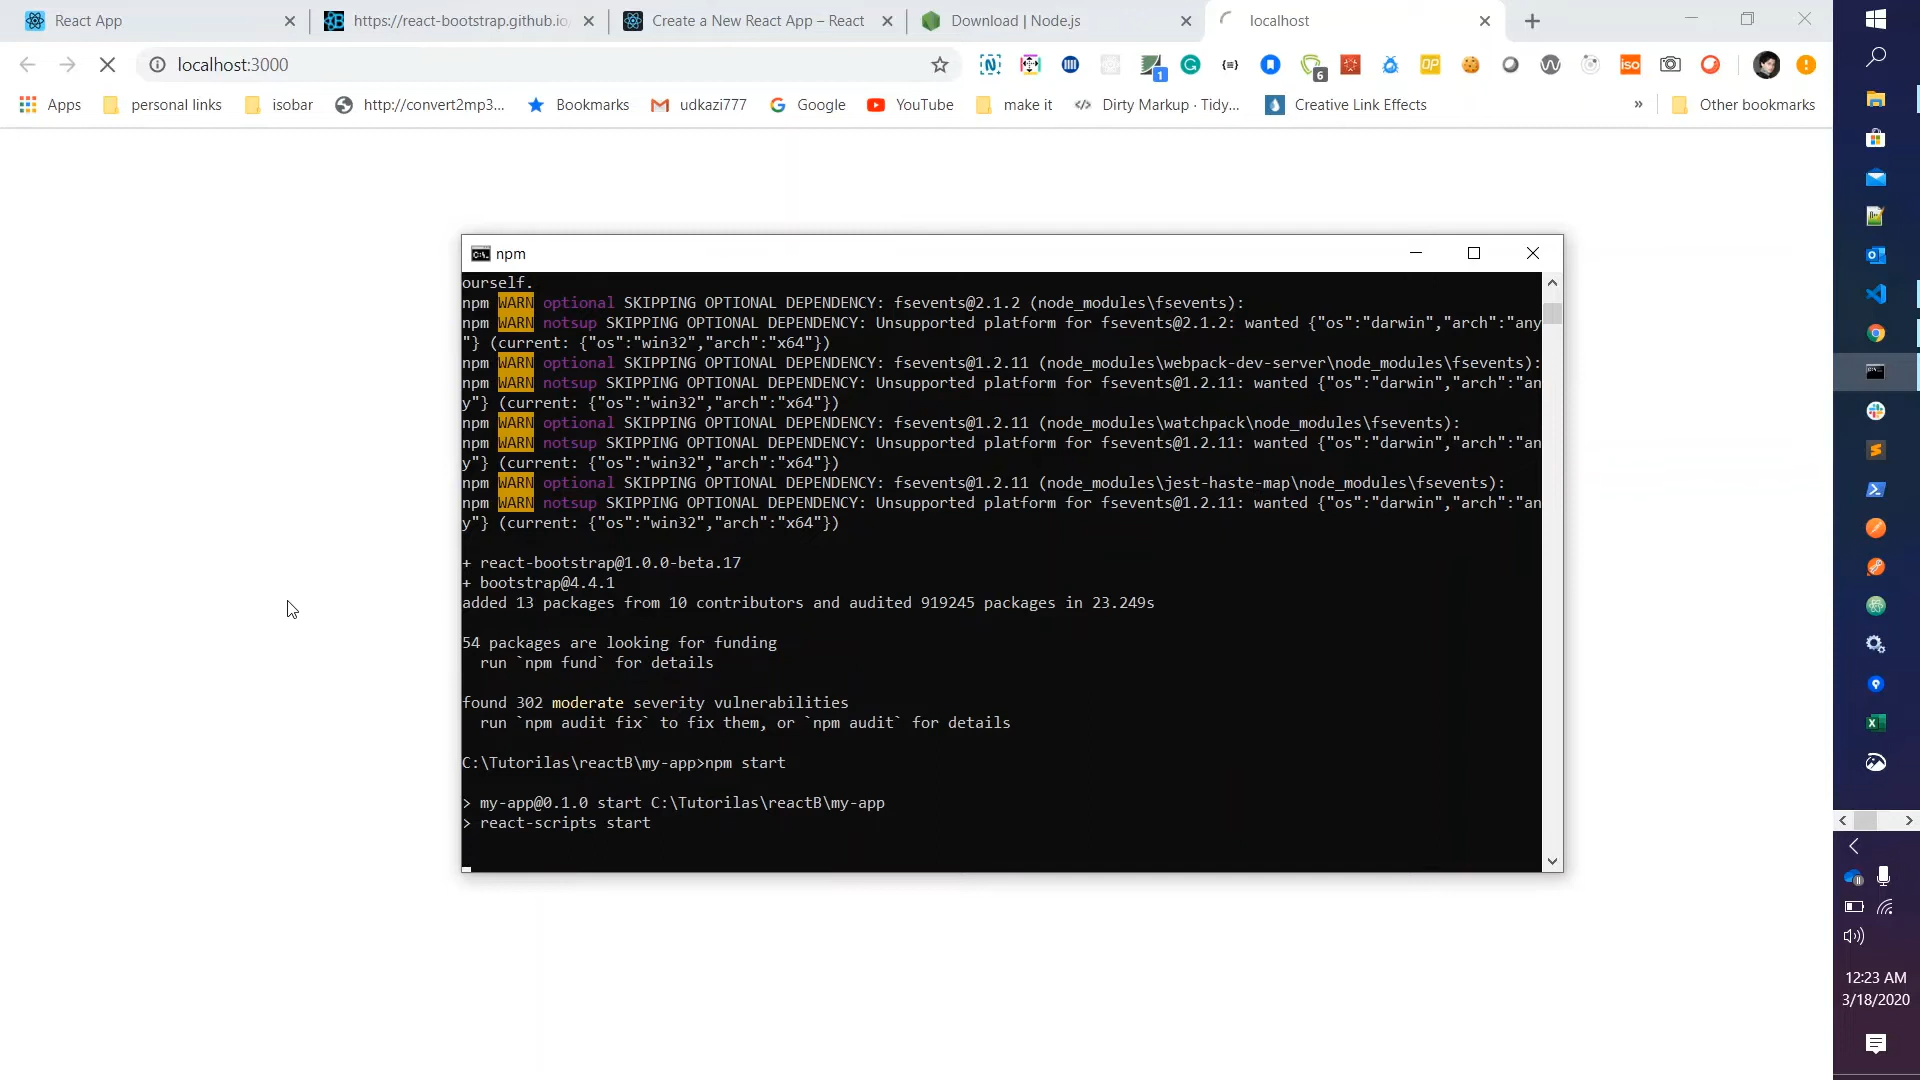 React App
https://react-bootstrap.github.io,
Create a New React App – React
Download | Node.js
localhost
localhost:3000
1
6
OP
ISO
Apps
personal links
isobar
http://convert2mp3...
Bookmarks
udkazi777
Google
YouTube
make it
Dirty Markup · Tidy...
Creative Link Effects
»
Other bookmarks
npm
ourself.
npm WARN optional SKIPPING OPTIONAL DEPENDENCY: fsevents@2.1.2 (node_modules\fsevents):
npm WARN notsup SKIPPING OPTIONAL DEPENDENCY: Unsupported platform for fsevents@2.1.2: wanted {"os":"darwin","arch":"any
"} (current: {"os":"win32","arch":"x64"})
npm WARN optional SKIPPING OPTIONAL DEPENDENCY: fsevents@1.2.11 (node_modules\webpack-dev-server\node_modules\fsevents):
npm WARN notsup SKIPPING OPTIONAL DEPENDENCY: Unsupported platform for fsevents@1.2.11: wanted {"os":"darwin","arch":"an
y"} (current: {"os":"win32","arch":"x64"})
npm WARN optional SKIPPING OPTIONAL DEPENDENCY: fsevents@1.2.11 (node_modules\watchpack\node_modules\fsevents):
npm WARN notsup SKIPPING OPTIONAL DEPENDENCY: Unsupported platform for fsevents@1.2.11: wanted {"os":"darwin","arch":"an
y"} (current: {"os":"win32","arch":"x64"})
npm WARN optional SKIPPING OPTIONAL DEPENDENCY: fsevents@1.2.11 (node_modules\jest-haste-map\node_modules\fsevents):
npm WARN notsup SKIPPING OPTIONAL DEPENDENCY: Unsupported platform for fsevents@1.2.11: wanted {"os":"darwin","arch":"an
y"} (current: {"os":"win32","arch":"x64"})
+ react-bootstrap@1.0.0-beta.17
+ bootstrap@4.4.1
added 13 packages from 10 contributors and audited 919245 packages in 23.249s
54 packages are looking for funding
run `npm fund` for details
found 302 moderate severity vulnerabilities
run `npm audit fix` to fix them, or `npm audit` for details
C:\Tutorilas\reactB\my-app>npm start
> my-app@0.1.0 start C:\Tutorilas\reactB\my-app
> react-scripts start
12:23 AM
3/18/2020